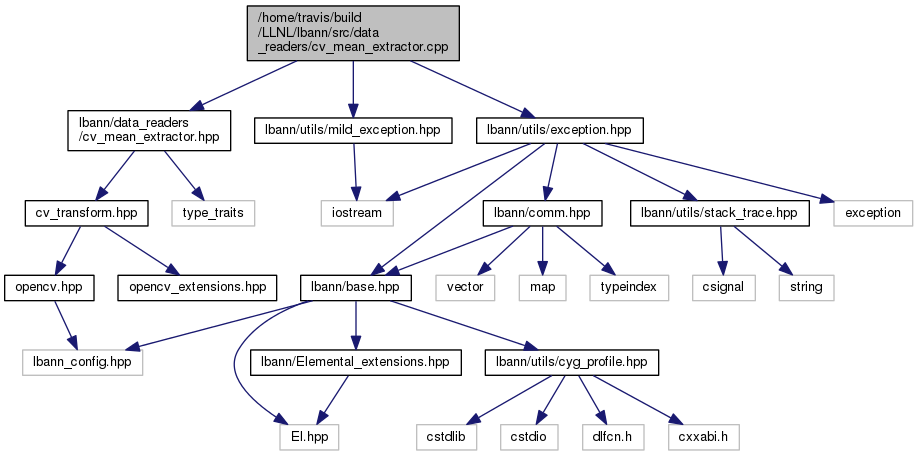 /home/travis/build
/LLNL/lbann/src/data
_readers/cv_mean_extractor.cpp
lbann/data_readers
/cv_mean_extractor.hpp
lbann/utils/mild_exception.hpp
lbann/utils/exception.hpp
cv_transform.hpp
type_traits
iostream
lbann/comm.hpp
lbann/utils/stack_trace.hpp
exception
opencv.hpp
opencv_extensions.hpp
lbann/base.hpp
vector
map
typeindex
csignal
string
lbann_config.hpp
lbann/Elemental_extensions.hpp
lbann/utils/cyg_profile.hpp
El.hpp
cstdlib
cstdio
dlfcn.h
cxxabi.h